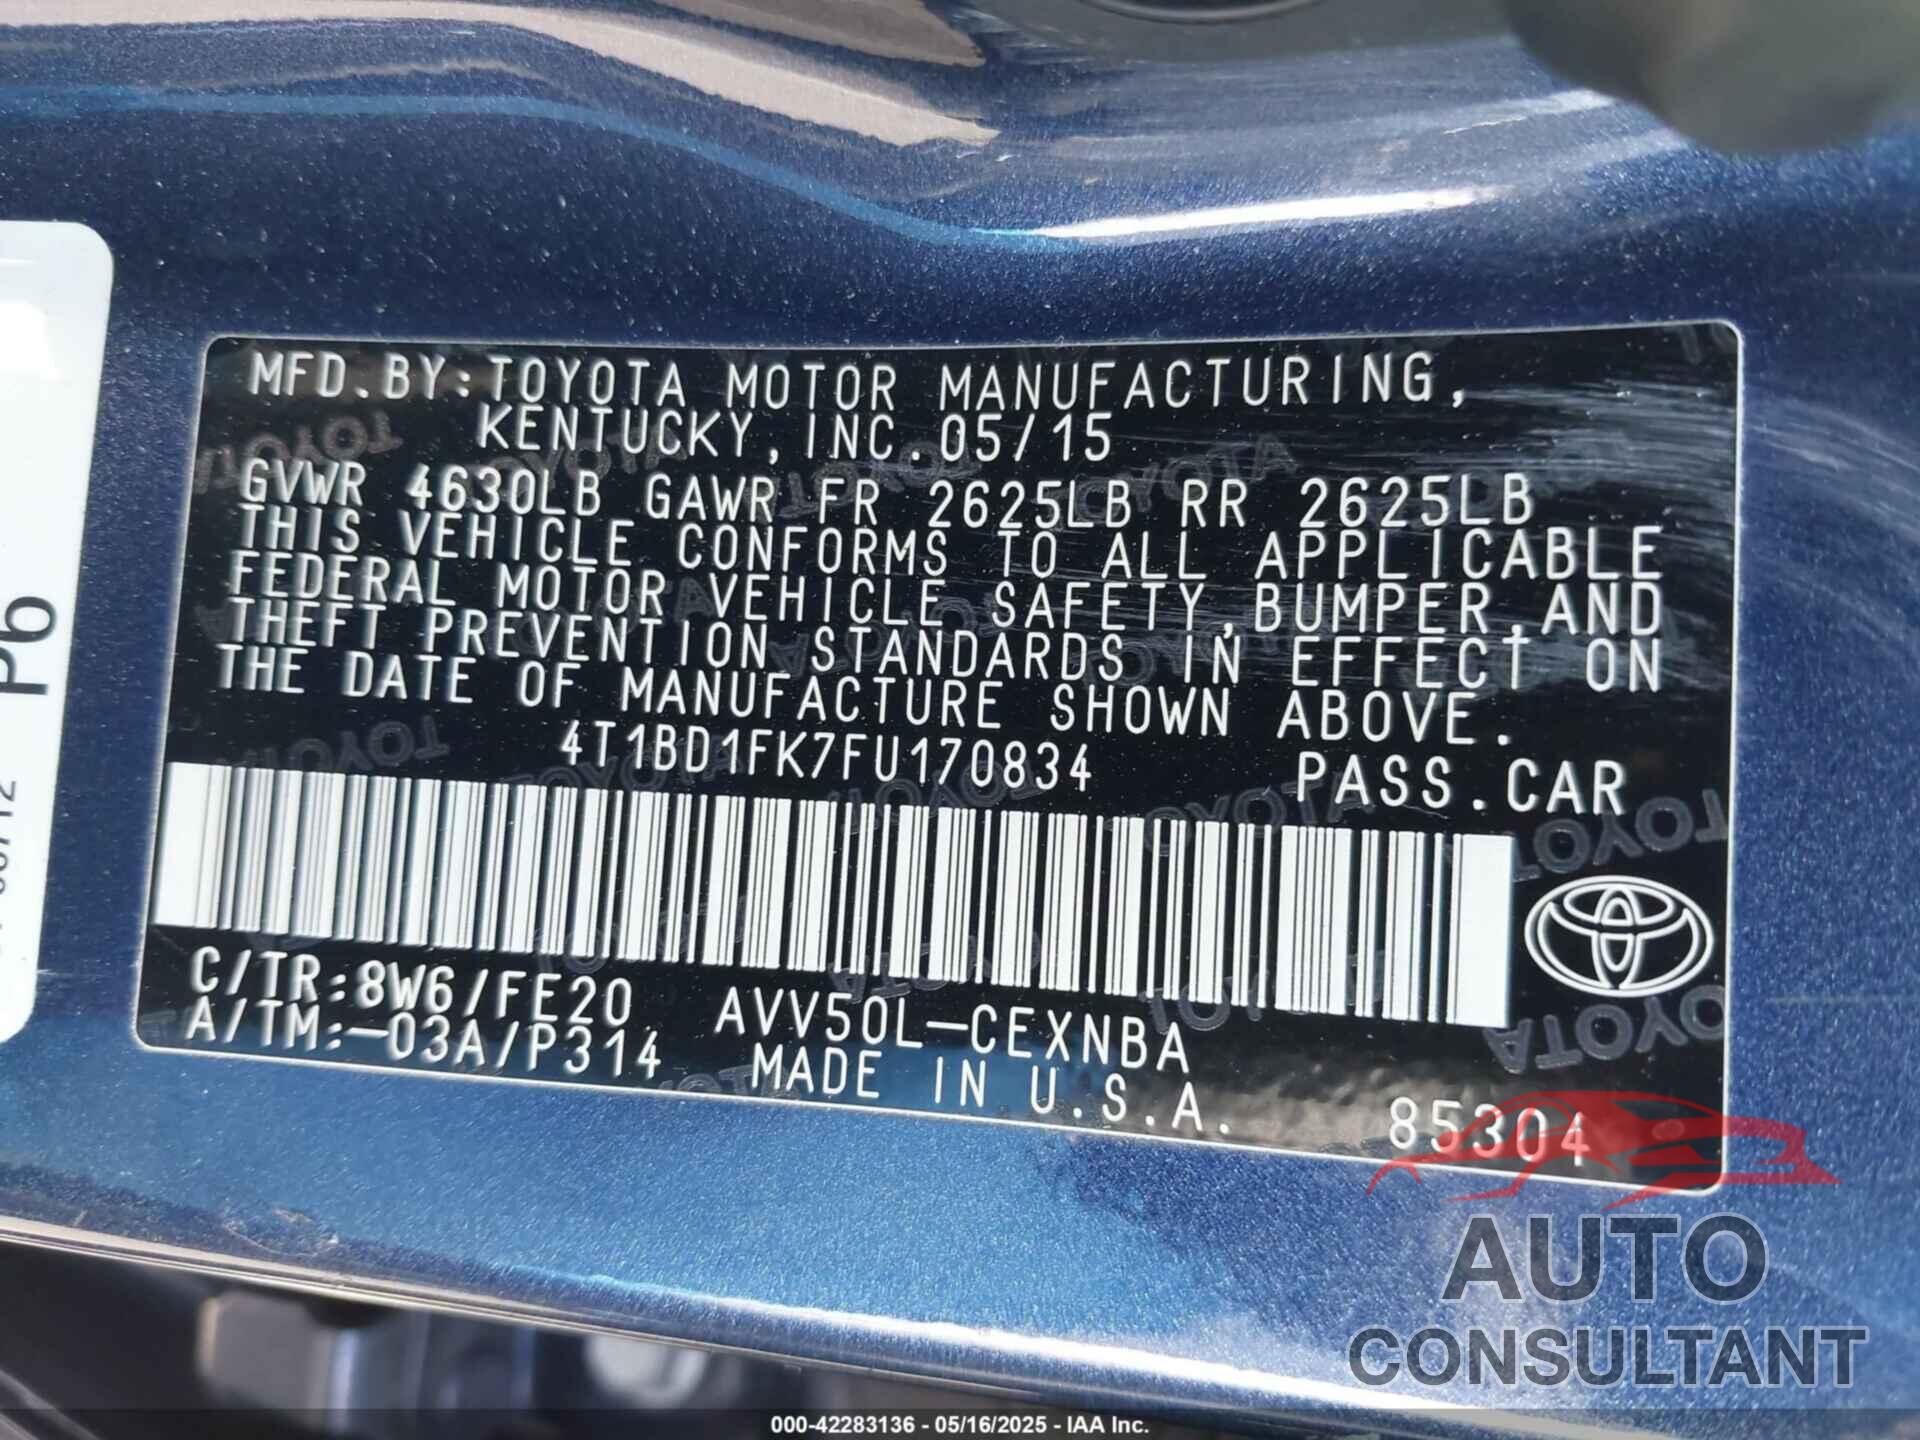 MFD.BY:TOYOTA MOTOR MANUFACTURING,
KENTUCKY,INC.05/15
GVWR 4630LB GAWR FR 2625LB RR 2625LB
THIS VEHICLE CONFORMS TO ALL APPLICABLE
FEDERAL MOTOR VEHICLE SAFETY,BUMPER,AND
THEFT PREVENTION STANDARDS IN EFFECT ON
THE DATE OF MANUFACTURE SHOWN ABOVE.
4T1BD1FK7FU170834 PASS.CAR
C/TR:8W6/FE20 AVV50L-CEXNBA
A/TM:-03A/P314 MADE IN U.S.A.
85304
P6
AUTO
CONSULTANT
000-42283136 - 05/16/2025 - IAA Inc.